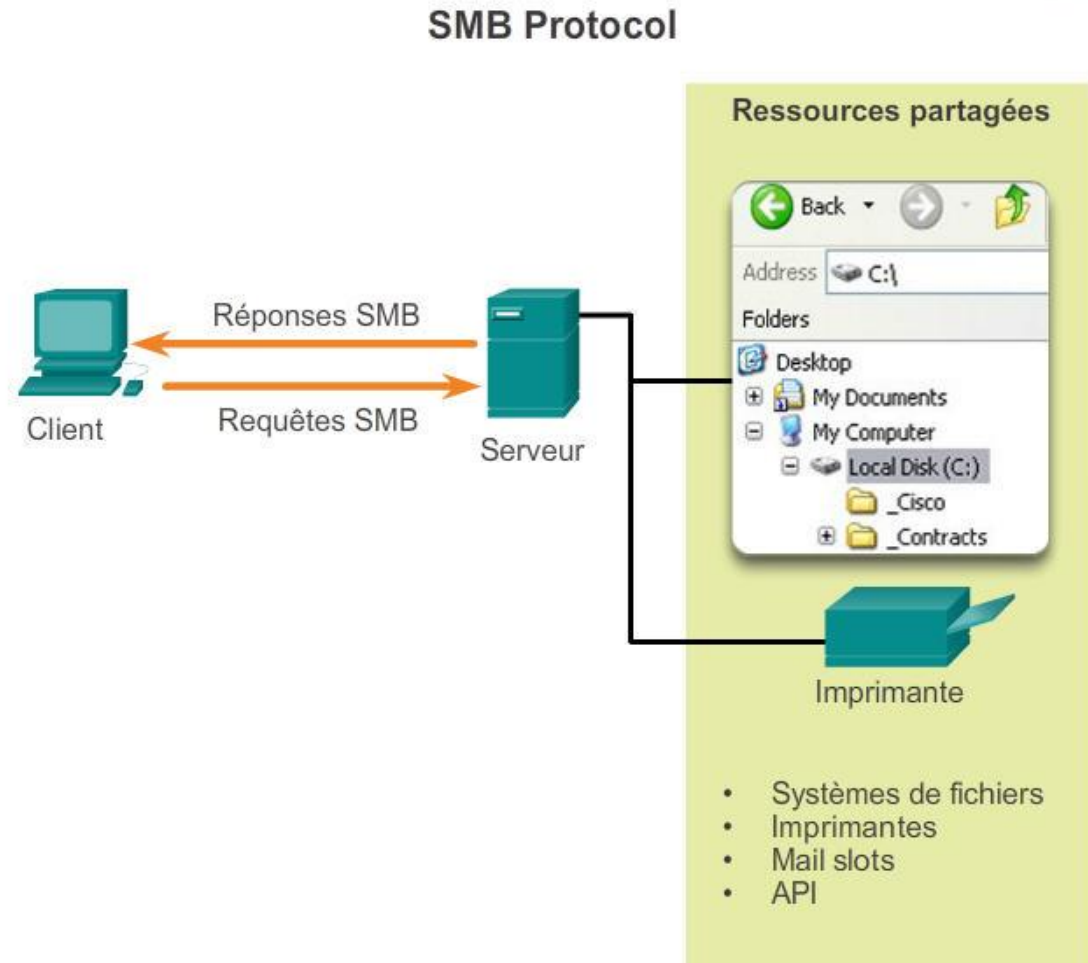 SMB Protocol
Ressources partagées
Back
Address C:\
Folders
Desktop
My Documents
My Computer
Local Disk (C:)
_Cisco
_Contracts
Réponses SMB
Requêtes SMB
Client
Serveur
Imprimante
• Systèmes de fichiers
• Imprimantes
• Mail slots
• API